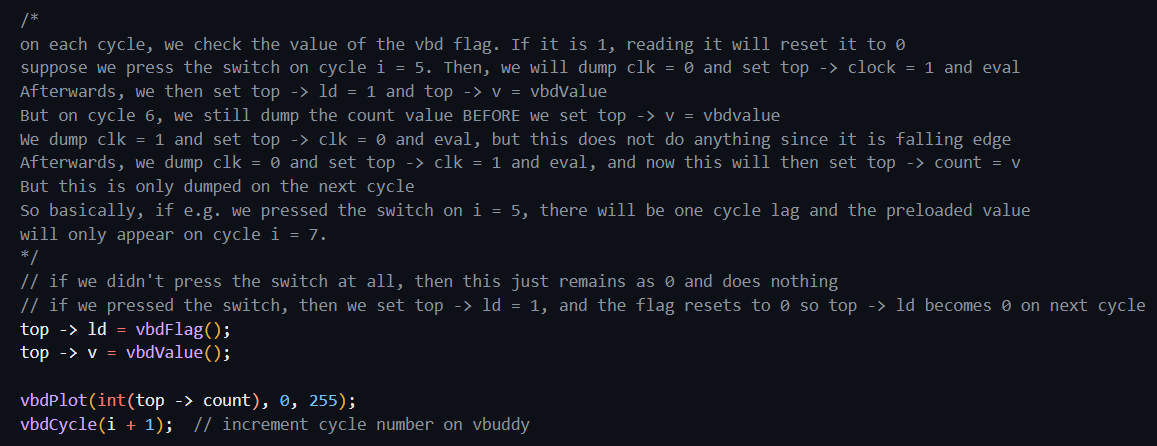 /*
on each cycle, we check the value of the vbd flag. If it is 1, reading it will reset it to 0
suppose we press the switch on cycle i = 5. Then, we will dump clk = 0 and set top -> clock = 1 and eval
Afterwards, we then set top -> ld = 1 and top -> v = vbdValue
But on cycle 6, we still dump the count value BEFORE we set top -> v = vbdvalue
We dump clk = 1 and set top -> clk = 0 and eval, but this does not do anything since it is falling edge
Afterwards, we dump clk = 0 and set top -> clk = 1 and eval, and now this will then set top -> count = v
But this is only dumped on the next cycle
So basically, if e.g. we pressed the switch on i = 5, there will be one cycle lag and the preloaded value
will only appear on cycle i = 7.
*/
// if we didn't press the switch at all, then this just remains as 0 and does nothing
// if we pressed the switch, then we set top -> ld = 1, and the flag resets to 0 so top -> ld becomes 0 on next cycle
top -> ld = vbdFlag();
top -> v = vbdValue();

vbdPlot(int(top -> count), 0, 255);
vbdCycle(i + 1);  // increment cycle number on vbuddy